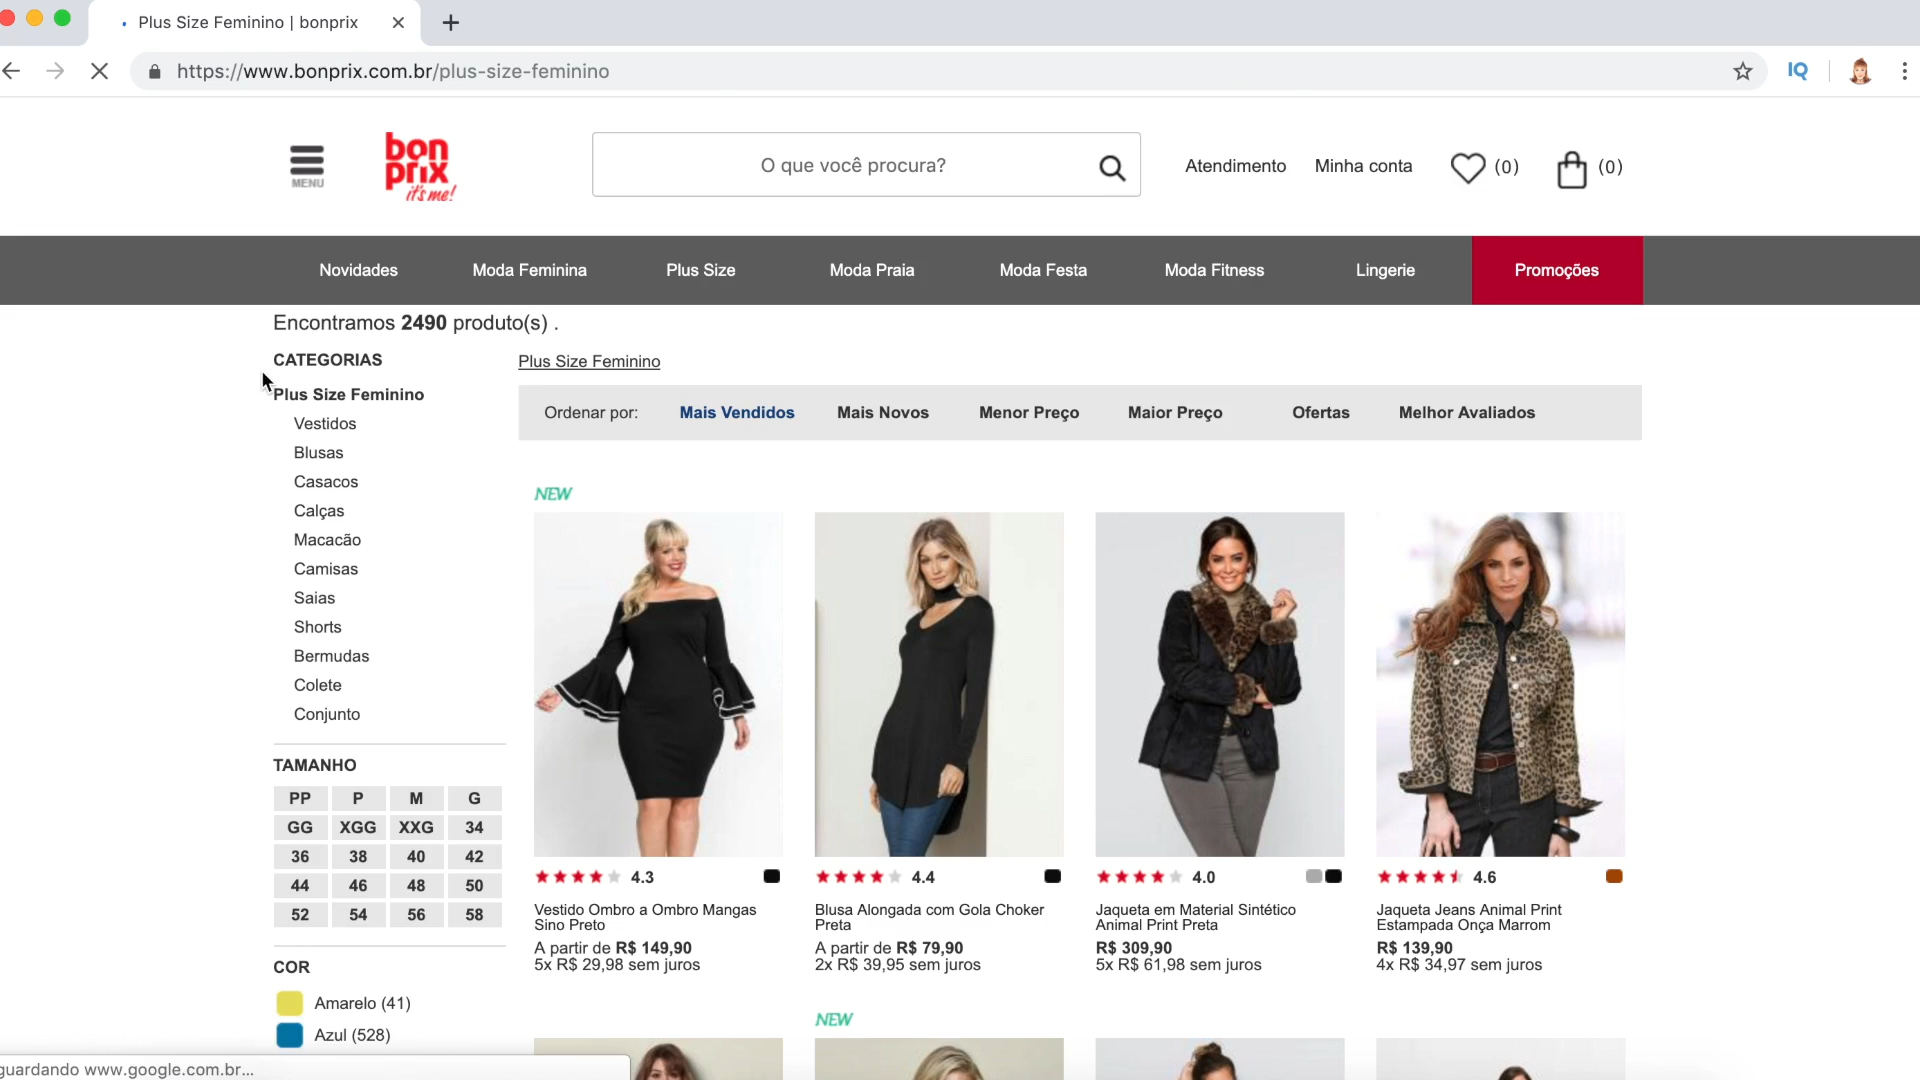 Plus Size Feminino | bonprix
https://www.bonprix.com.br/plus-size-feminino
IQ
MENU
bon
prix
it's me!
O que você procura?
Atendimento
Minha conta
(0)
(0)
Novidades
Moda Feminina
Plus Size
Moda Praia
Moda Festa
Moda Fitness
Lingerie
Promoções
Encontramos 2490 produto(s) .
CATEGORIAS
Plus Size Feminino
Vestidos
Blusas
Casacos
Calças
Macacão
Camisas
Saias
Shorts
Bermudas
Colete
Conjunto
TAMANHO
PP P M G
GG XGG XXG 34
36 38 40 42
44 46 48 50
52 54 56 58
COR
Amarelo (41)
Azul (528)
Plus Size Feminino
Ordenar por: Mais Vendidos Mais Novos Menor Preço Maior Preço Ofertas Melhor Avaliados
NEW
4.3
Vestido Ombro a Ombro Mangas
Sino Preto
A partir de R$ 149,90
5x R$ 29,98 sem juros
4.4
Blusa Alongada com Gola Choker
Preta
A partir de R$ 79,90
2x R$ 39,95 sem juros
4.0
Jaqueta em Material Sintético
Animal Print Preta
R$ 309,90
5x R$ 61,98 sem juros
4.6
Jaqueta Jeans Animal Print
Estampada Onça Marrom
R$ 139,90
4x R$ 34,97 sem juros
NEW
guardando www.google.com.br...